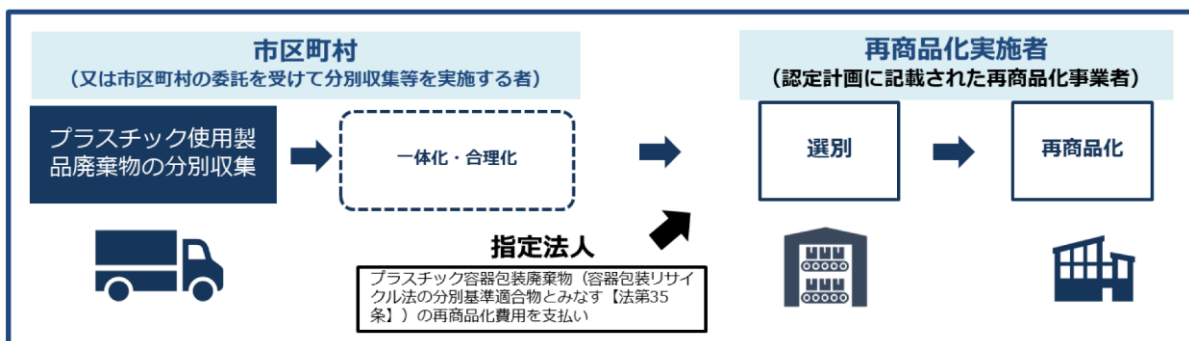 市区町村
（又は市区町村の委託を受けて分別収集等を実施する者）
プラスチック使用製
品廃棄物の分別収集
一体化・合理化
再商品化実施者
（認定計画に記載された再商品化事業者）
選別
再商品化
指定法人
プラスチック容器包装廃棄物（容器包装リサイ
クル法の分別基準適合物とみなす【法第35
条】）の再商品化費用を支払い